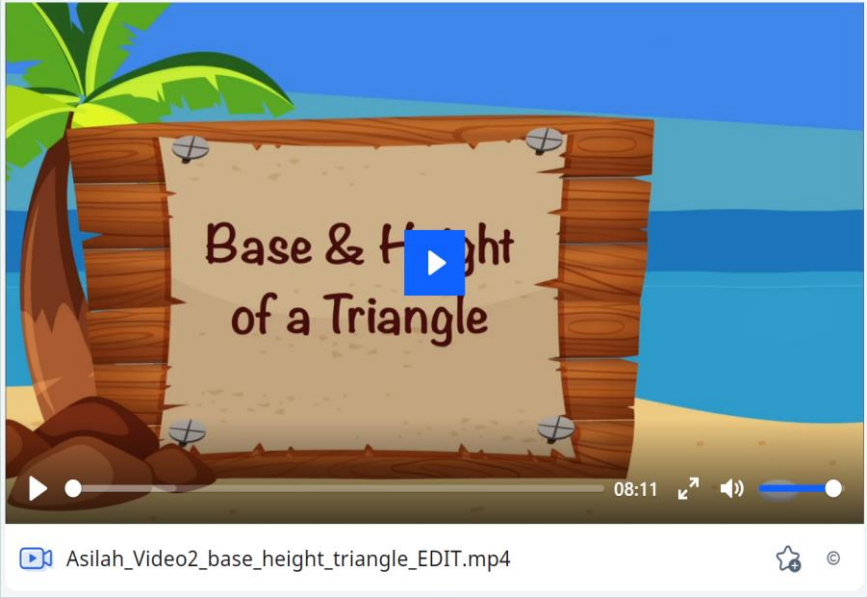 Base & Height
of a Triangle
08:11
Asilah_Video2_base_height_triangle_EDIT.mp4
©